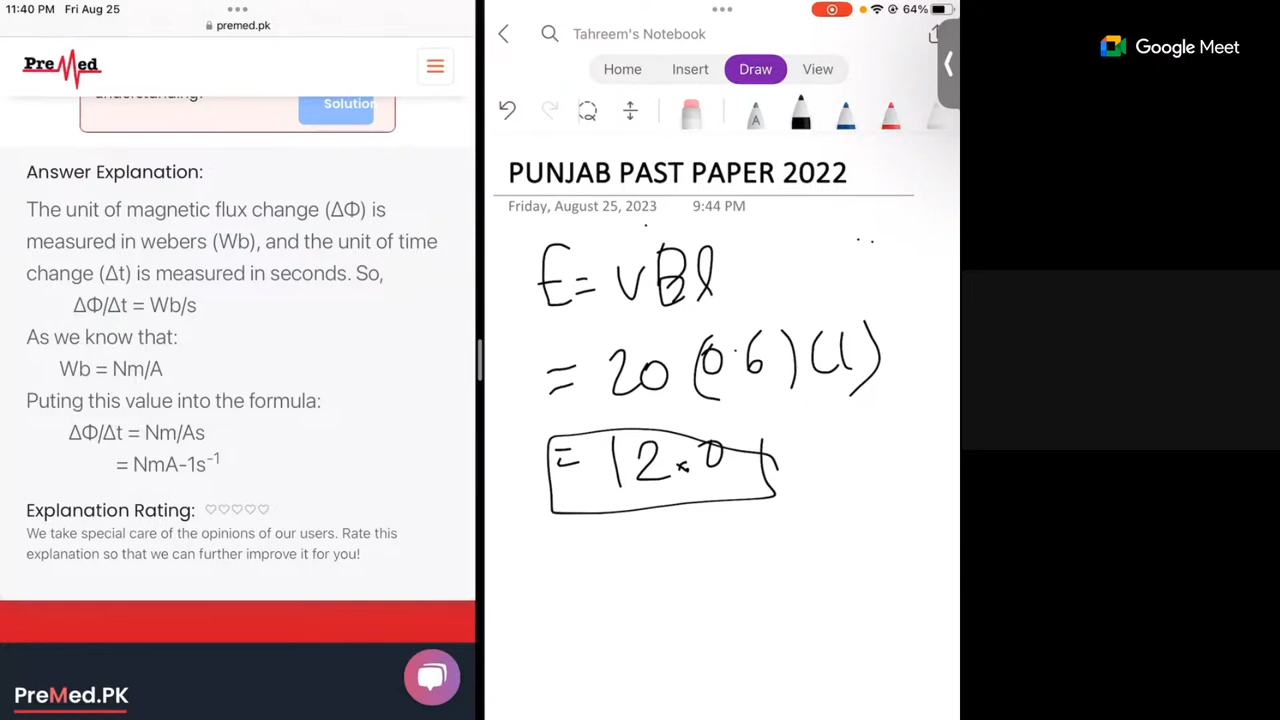 11:40 PM Fri Aug 25
premed.pk
PreMed
understanding?
Solution
Answer Explanation:
The unit of magnetic flux change (ΔΦ) is
measured in webers (Wb), and the unit of time
change (Δt) is measured in seconds. So,
ΔΦ/Δt = Wb/s
As we know that:
Wb = Nm/A
Puting this value into the formula:
ΔΦ/Δt = Nm/As
= NmA-1s⁻¹
Explanation Rating:
We take special care of the opinions of our users. Rate this
explanation so that we can further improve it for you!
PreMed.PK
64%
Tahreem's Notebook
Home Insert Draw View
A
PUNJAB PAST PAPER 2022
Friday, August 25, 2023 9:44 PM
E = vBl
= 20 (0.6) (1)
= 12.0
Google Meet